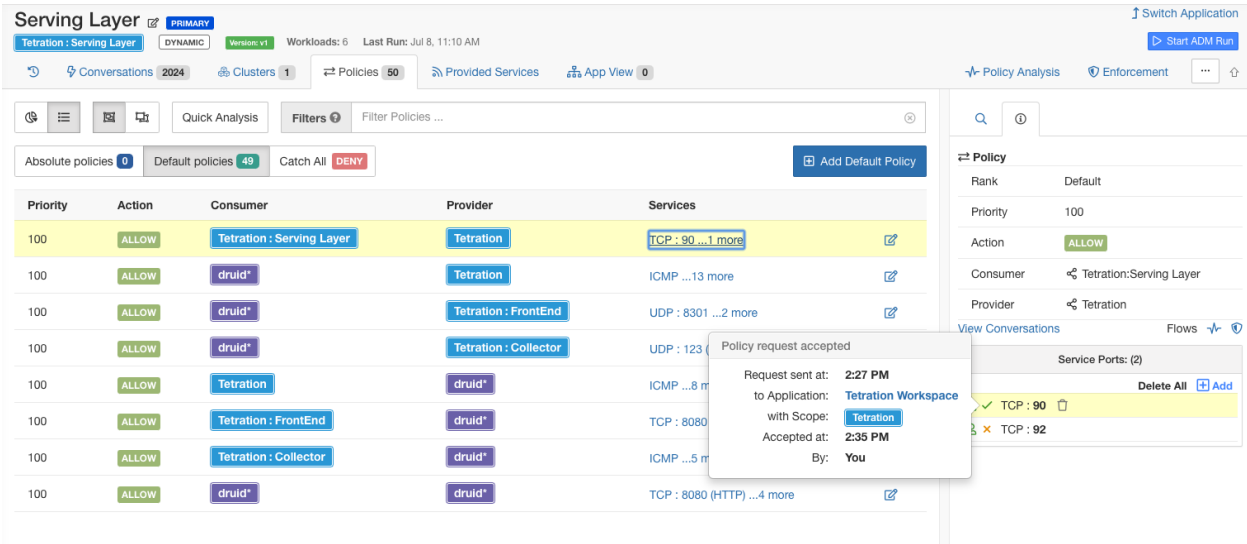 Serving Layer PRIMARY
Switch Application
Tetration : Serving Layer DYNAMIC Version: v1 Workloads: 6 Last Run: Jul 8, 11:10 AM
Start ADM Run
Conversations 2024 Clusters 1 Policies 50 Provided Services App View 0 Policy Analysis Enforcement ...
Quick Analysis Filters Filter Policies ...
Absolute policies 0 Default policies 49 Catch All DENY Add Default Policy
Priority Action Consumer Provider Services
100 ALLOW Tetration : Serving Layer Tetration TCP : 90 ...1 more
100 ALLOW druid* Tetration ICMP ...13 more
100 ALLOW druid* Tetration : FrontEnd UDP : 8301 ...2 more
100 ALLOW druid* Tetration : Collector UDP : 123 (
100 ALLOW Tetration druid* ICMP ...8 m
100 ALLOW Tetration : FrontEnd druid* TCP : 8080
100 ALLOW Tetration : Collector druid* ICMP ...5 m
100 ALLOW druid* druid* TCP : 8080 (HTTP) ...4 more
Policy request accepted
Request sent at: 2:27 PM
to Application: Tetration Workspace
with Scope: Tetration
Accepted at: 2:35 PM
By: You
Policy
Rank Default
Priority 100
Action ALLOW
Consumer Tetration:Serving Layer
Provider Tetration
View Conversations Flows
Service Ports: (2)
Delete All Add
TCP : 90
TCP : 92